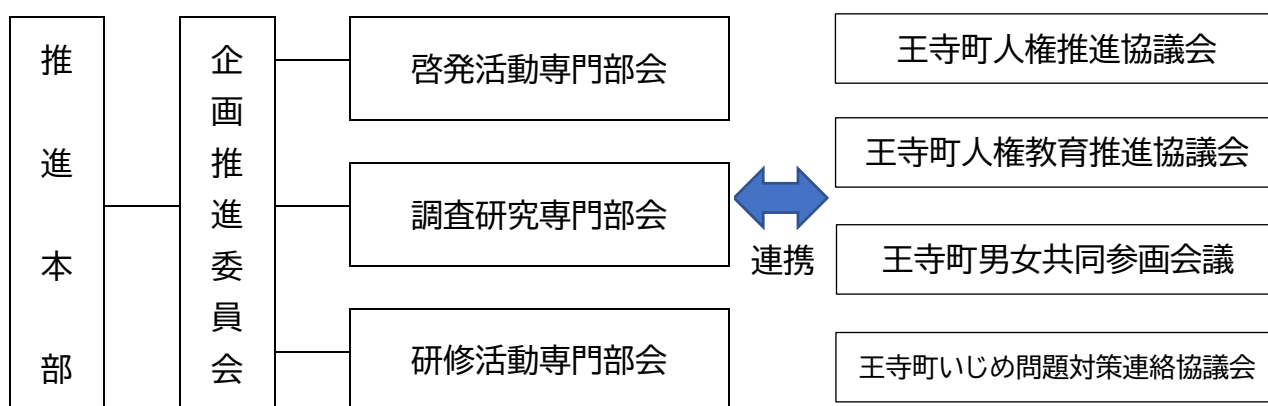 推進本部
企画推進委員会
啓発活動専門部会
調査研究専門部会
研修活動専門部会
連携
王寺町人権推進協議会
王寺町人権教育推進協議会
王寺町男女共同参画会議
王寺町いじめ問題対策連絡協議会